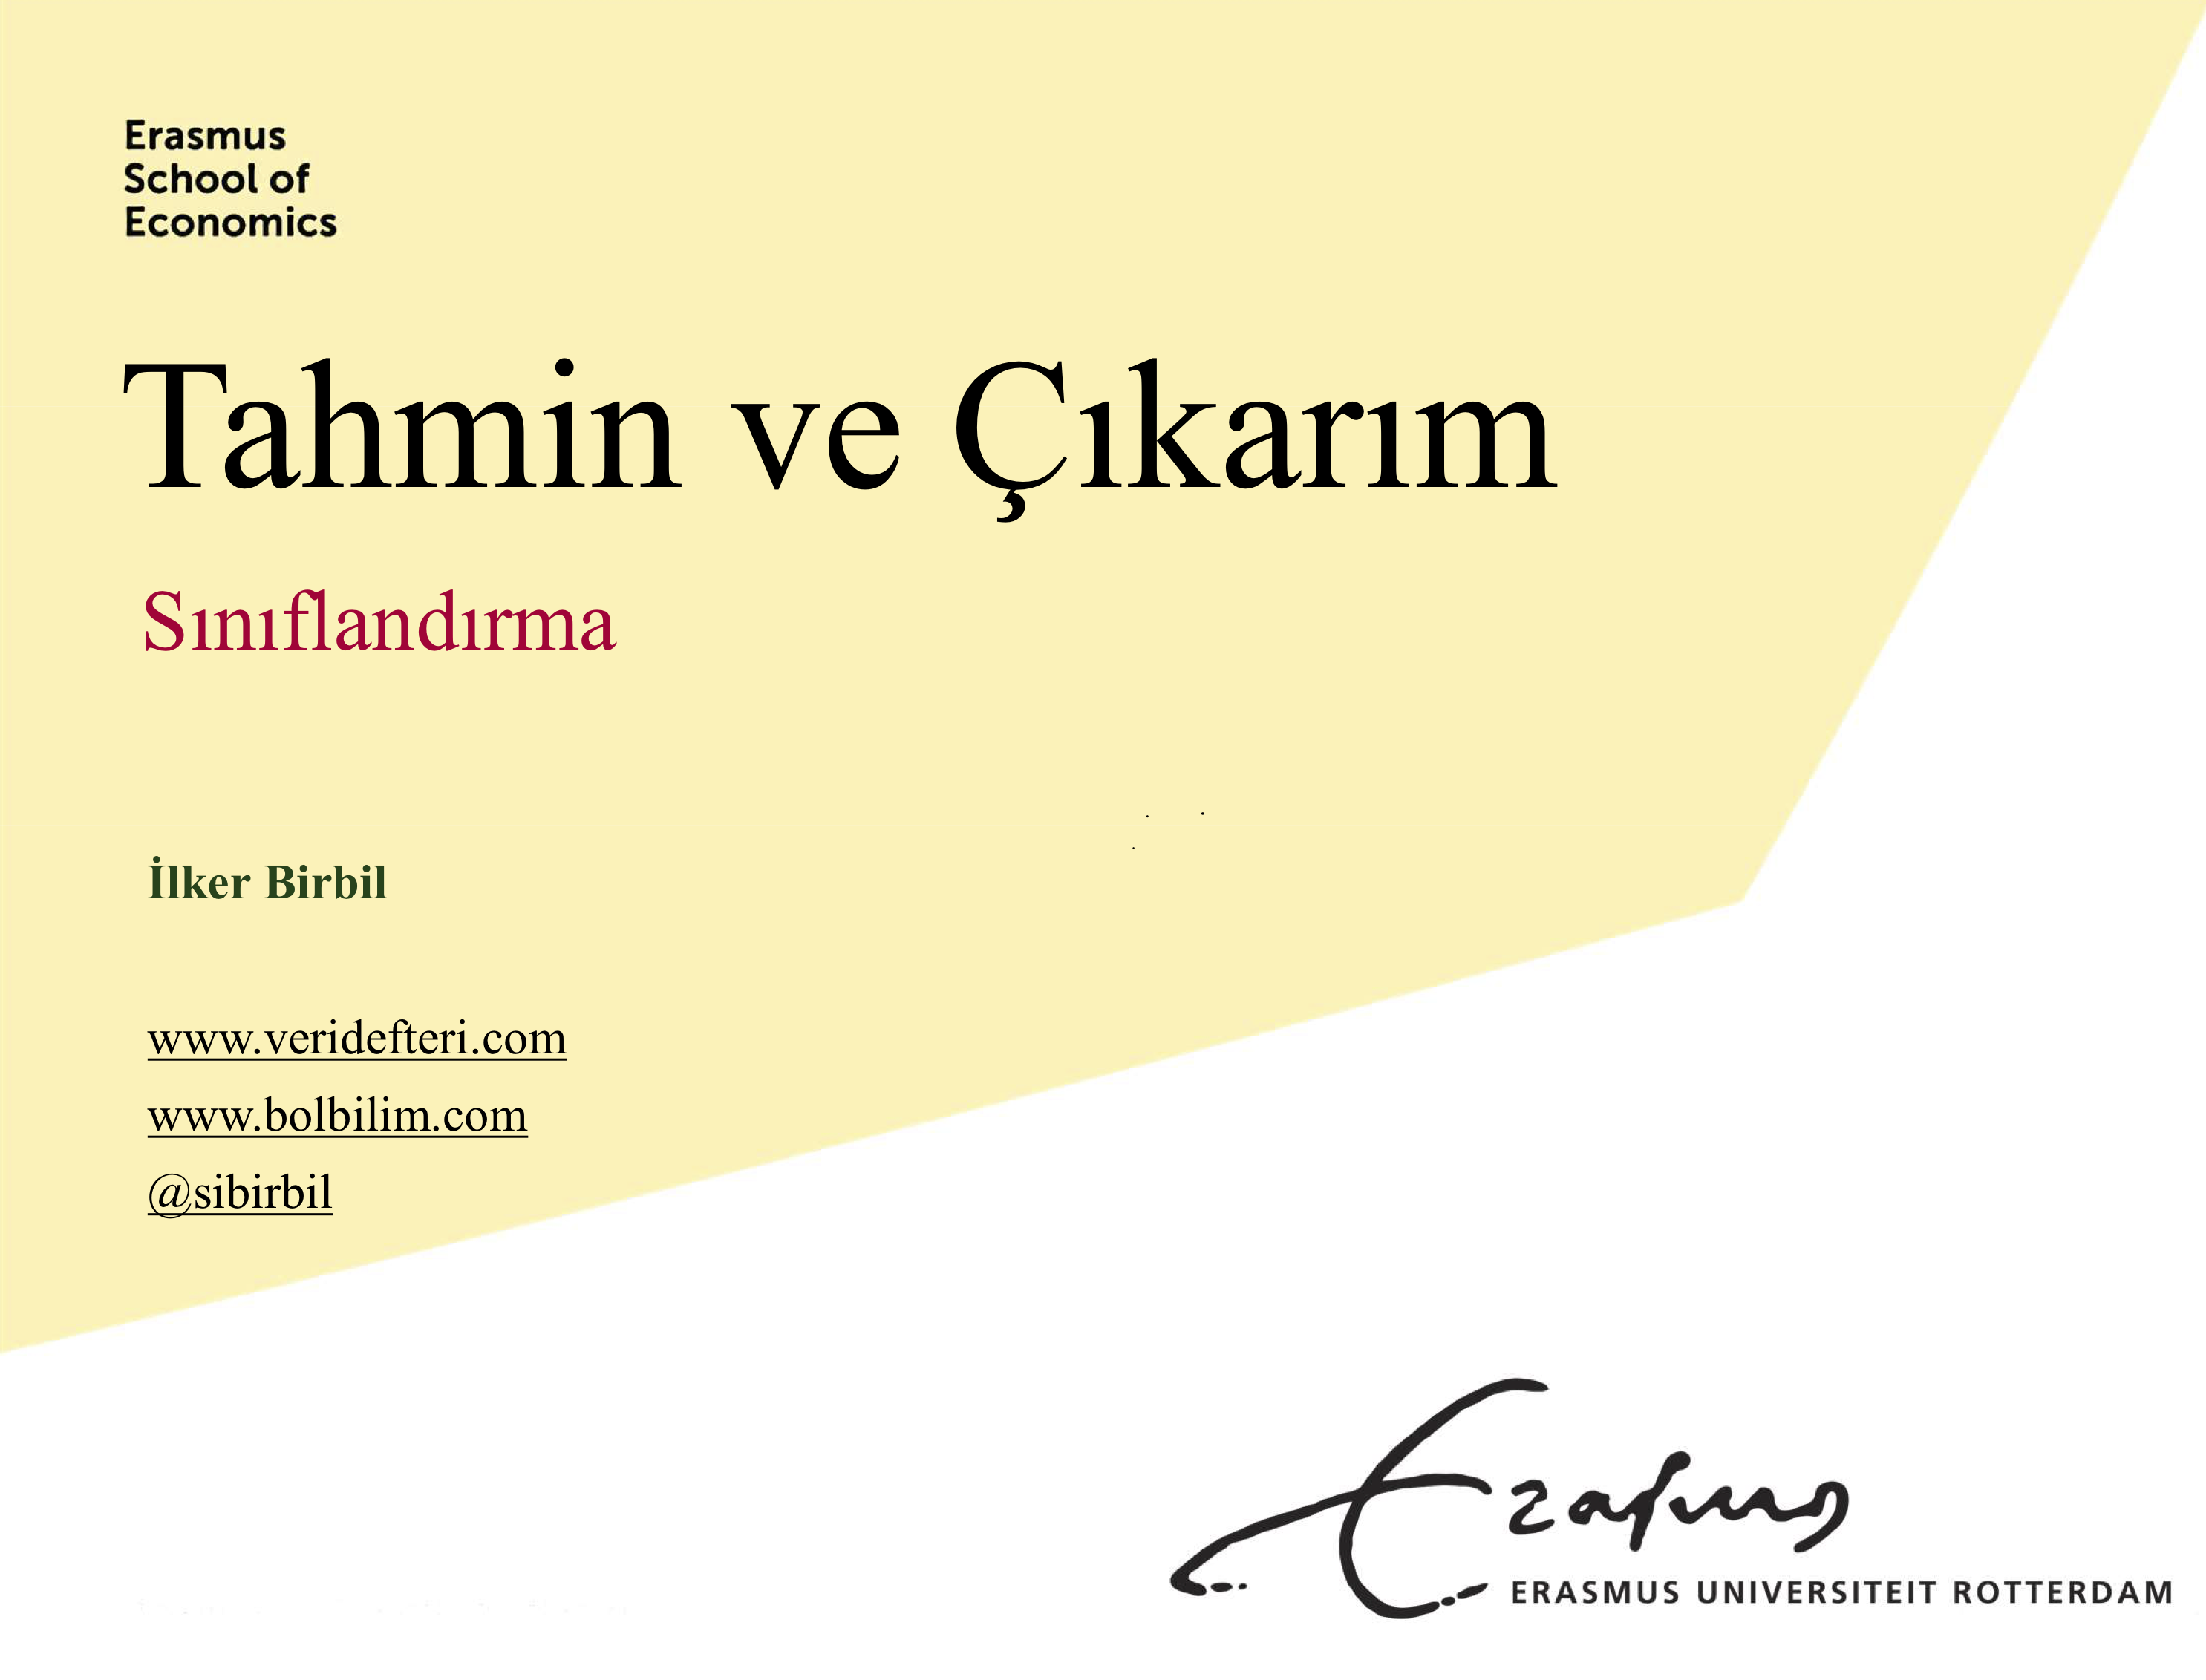 Erasmus
School of
Economics
Tahmin ve Çıkarım
Sınıflandırma
İlker Birbil
www.veridefteri.com
www.bolbilim.com
@sibirbil
Erasmus
ERASMUS UNIVERSITEIT ROTTERDAM